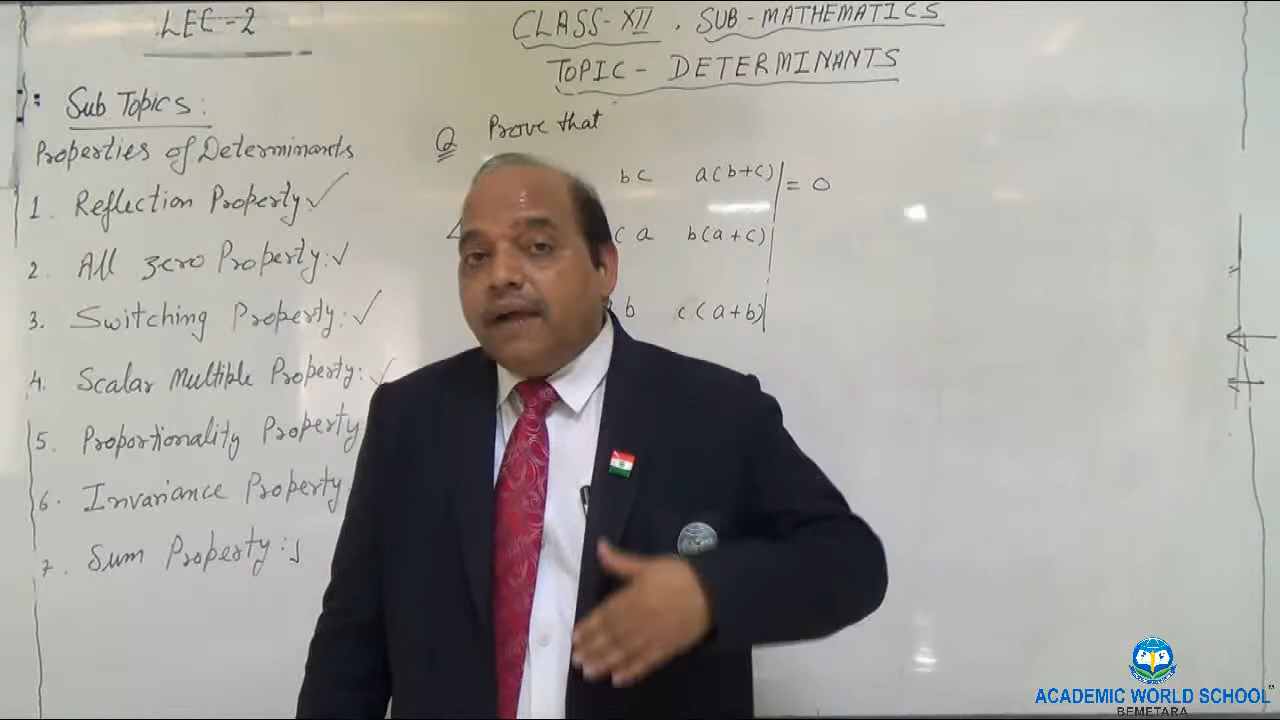 LEC-2
CLASS-XII . SUB-MATHEMATICS
TOPIC- DETERMINANTS
Sub Topics:
Properties of Determinants
1. Reflection Property ✓
2. All zero Property: ✓
3. Switching Property: ✓
4. Scalar Multiple Property: ✓
5. Proportionality Property
6. Invariance Property
7. Sum Property:
Q Prove that
bc a(b+c) | = 0
ca b(a+c)
b c(a+b)
ACADEMIC WORLD SCHOOL
BEMETARA